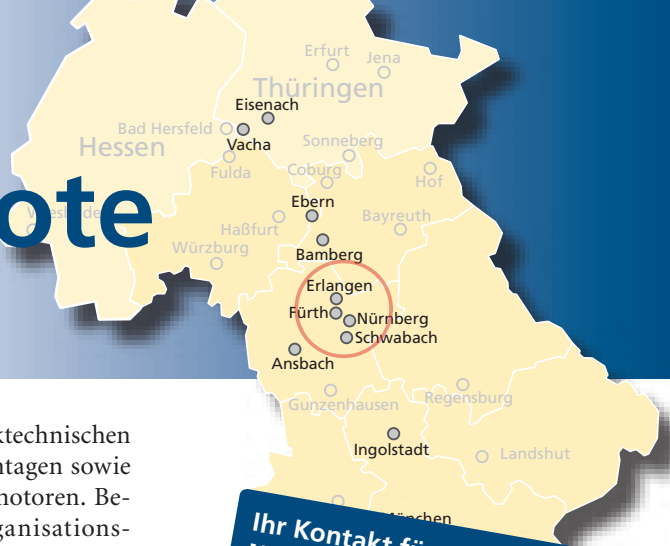 Erfurt
Jena
Thüringen
Eisenach
Bad Hersfeld
Vacha
Hessen
Sonneberg
Fulda
Coburg
Hof
Ebern
Bayreuth
Haßfurt
ote
Würzburg
Bamberg
Erlangen
Fürth
Nürnberg
Schwabach
Ansbach
Gunzenhausen
Regensburg
Ingolstadt
Landshut
ktechnischen
ntagen sowie
notoren. Be-
ganisations-
Ihr Kontakt